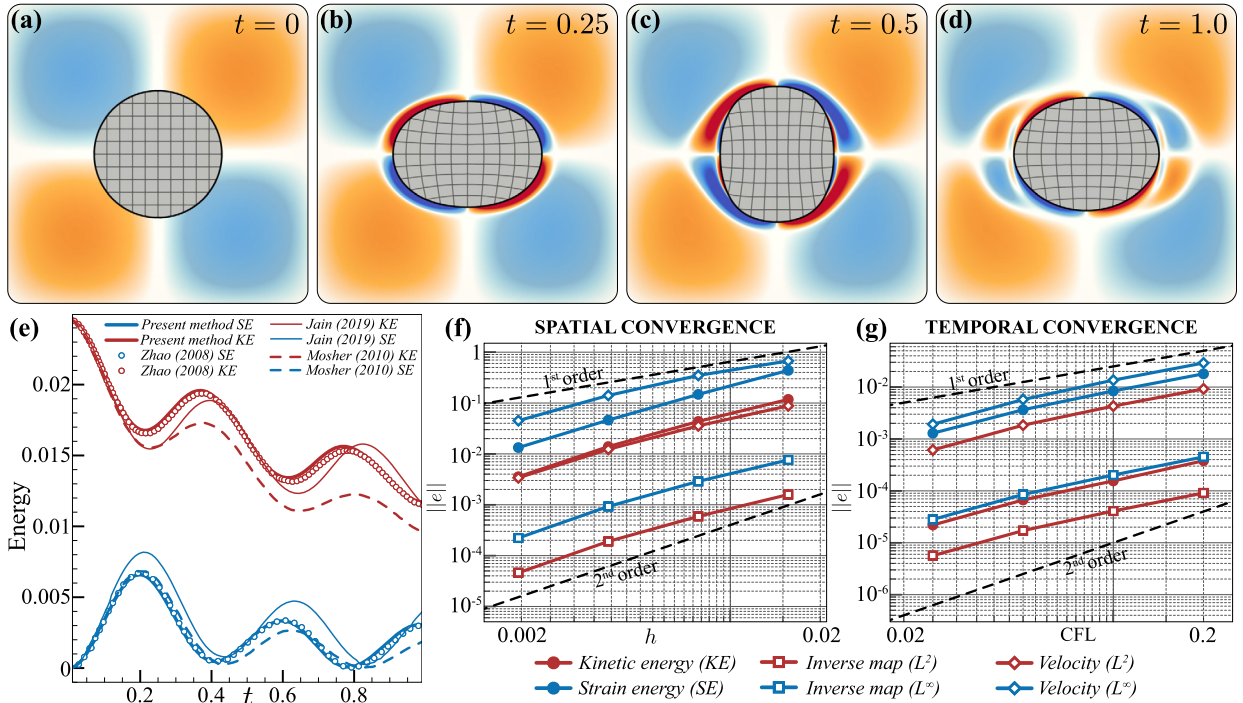 (a) t = 0
(b) t = 0.25
(c) t = 0.5
(d) t = 1.0
(e)
Present method SE
Present method KE
Zhao (2008) SE
Zhao (2008) KE
Jain (2019) KE
Jain (2019) SE
Mosher (2010) KE
Mosher (2010) SE
Energy
0.02
0.015
0.01
0.005
0
0.2 0.4 t 0.6 0.8
(f) SPATIAL CONVERGENCE
||e||
1
10⁻¹
10⁻²
10⁻³
10⁻⁴
10⁻⁵
1st order
2nd order
0.002 h 0.02
(g) TEMPORAL CONVERGENCE
||e||
10⁻²
10⁻³
10⁻⁴
10⁻⁵
10⁻⁶
1st order
2nd order
0.02 CFL 0.2
Kinetic energy (KE) Inverse map (L²) Velocity (L²)
Strain energy (SE) Inverse map (L∞) Velocity (L∞)